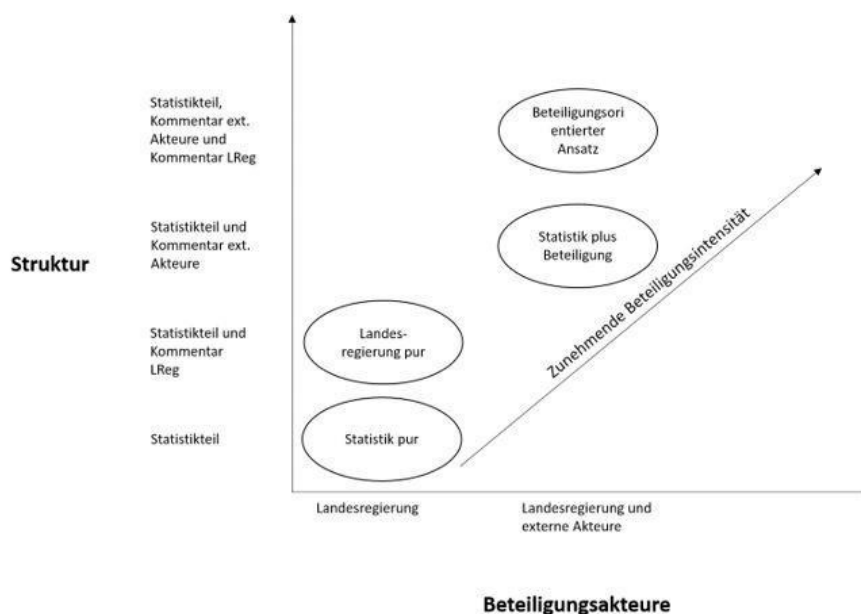 Statistikteil,
Kommentar ext.
Akteure und
Kommentar LReg
Beteiligungsori
entierter
Ansatz
Statistikteil und
Kommentar ext.
Akteure
Statistik plus
Beteiligung
Zunehmende Beteiligungsintensität
Struktur
Statistikteil und
Kommentar
LReg
Landes-
regierung pur
Statistikteil
Statistik pur
Landesregierung
Landesregierung und
externe Akteure
Beteiligungsakteure